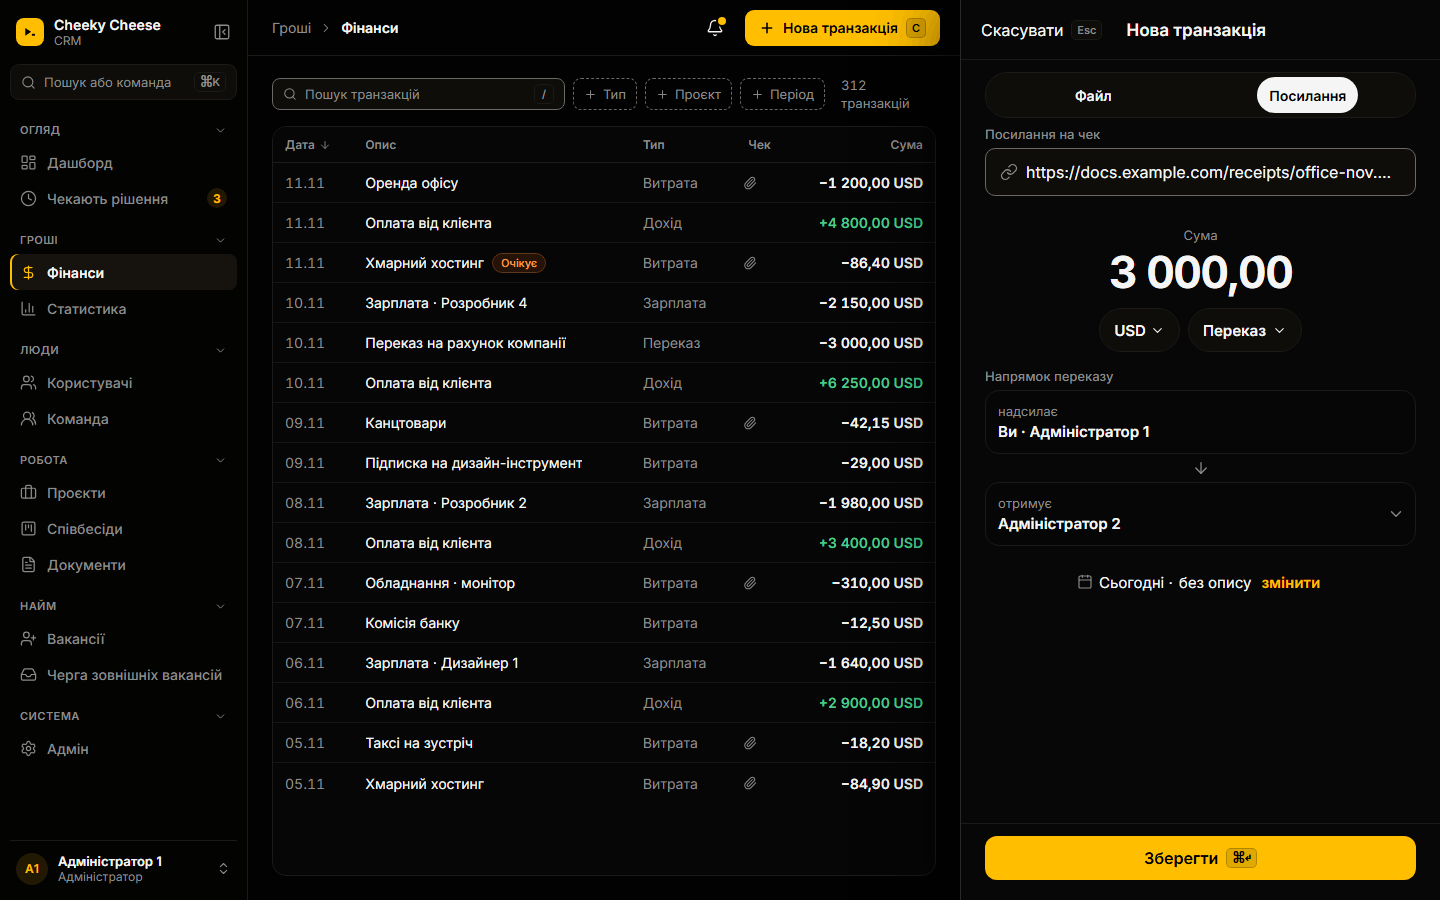 Cheeky Cheese
CRM
Пошук або команда ⌘K
ОГЛЯД
Дашборд
Чекають рішення 3
ГРОШІ
Фінанси
Статистика
ЛЮДИ
Користувачі
Команда
РОБОТА
Проєкти
Співбесіди
Документи
НАЙМ
Вакансії
Черга зовнішніх вакансій
СИСТЕМА
Адмін
A1 Адміністратор 1
Адміністратор
Гроші > Фінанси
+ Нова транзакція C
Пошук транзакцій /
+ Тип + Проєкт + Період
312 транзакцій
Дата ↓ Опис Тип Чек Сума
11.11 Оренда офісу Витрата −1 200,00 USD
11.11 Оплата від клієнта Дохід +4 800,00 USD
11.11 Хмарний хостинг Очікує Витрата −86,40 USD
10.11 Зарплата · Розробник 4 Зарплата −2 150,00 USD
10.11 Переказ на рахунок компанії Переказ −3 000,00 USD
10.11 Оплата від клієнта Дохід +6 250,00 USD
09.11 Канцтовари Витрата −42,15 USD
09.11 Підписка на дизайн-інструмент Витрата −29,00 USD
08.11 Зарплата · Розробник 2 Зарплата −1 980,00 USD
08.11 Оплата від клієнта Дохід +3 400,00 USD
07.11 Обладнання · монітор Витрата −310,00 USD
07.11 Комісія банку Витрата −12,50 USD
06.11 Зарплата · Дизайнер 1 Зарплата −1 640,00 USD
06.11 Оплата від клієнта Дохід +2 900,00 USD
05.11 Таксі на зустріч Витрата −18,20 USD
05.11 Хмарний хостинг Витрата −84,90 USD
Скасувати Esc Нова транзакція
Файл Посилання
Посилання на чек
https://docs.example.com/receipts/office-nov....
Сума
3 000,00
USD Переказ
Напрямок переказу
надсилає
Ви · Адміністратор 1
↓
отримує
Адміністратор 2
Сьогодні · без опису змінити
Зберегти ⌘↵